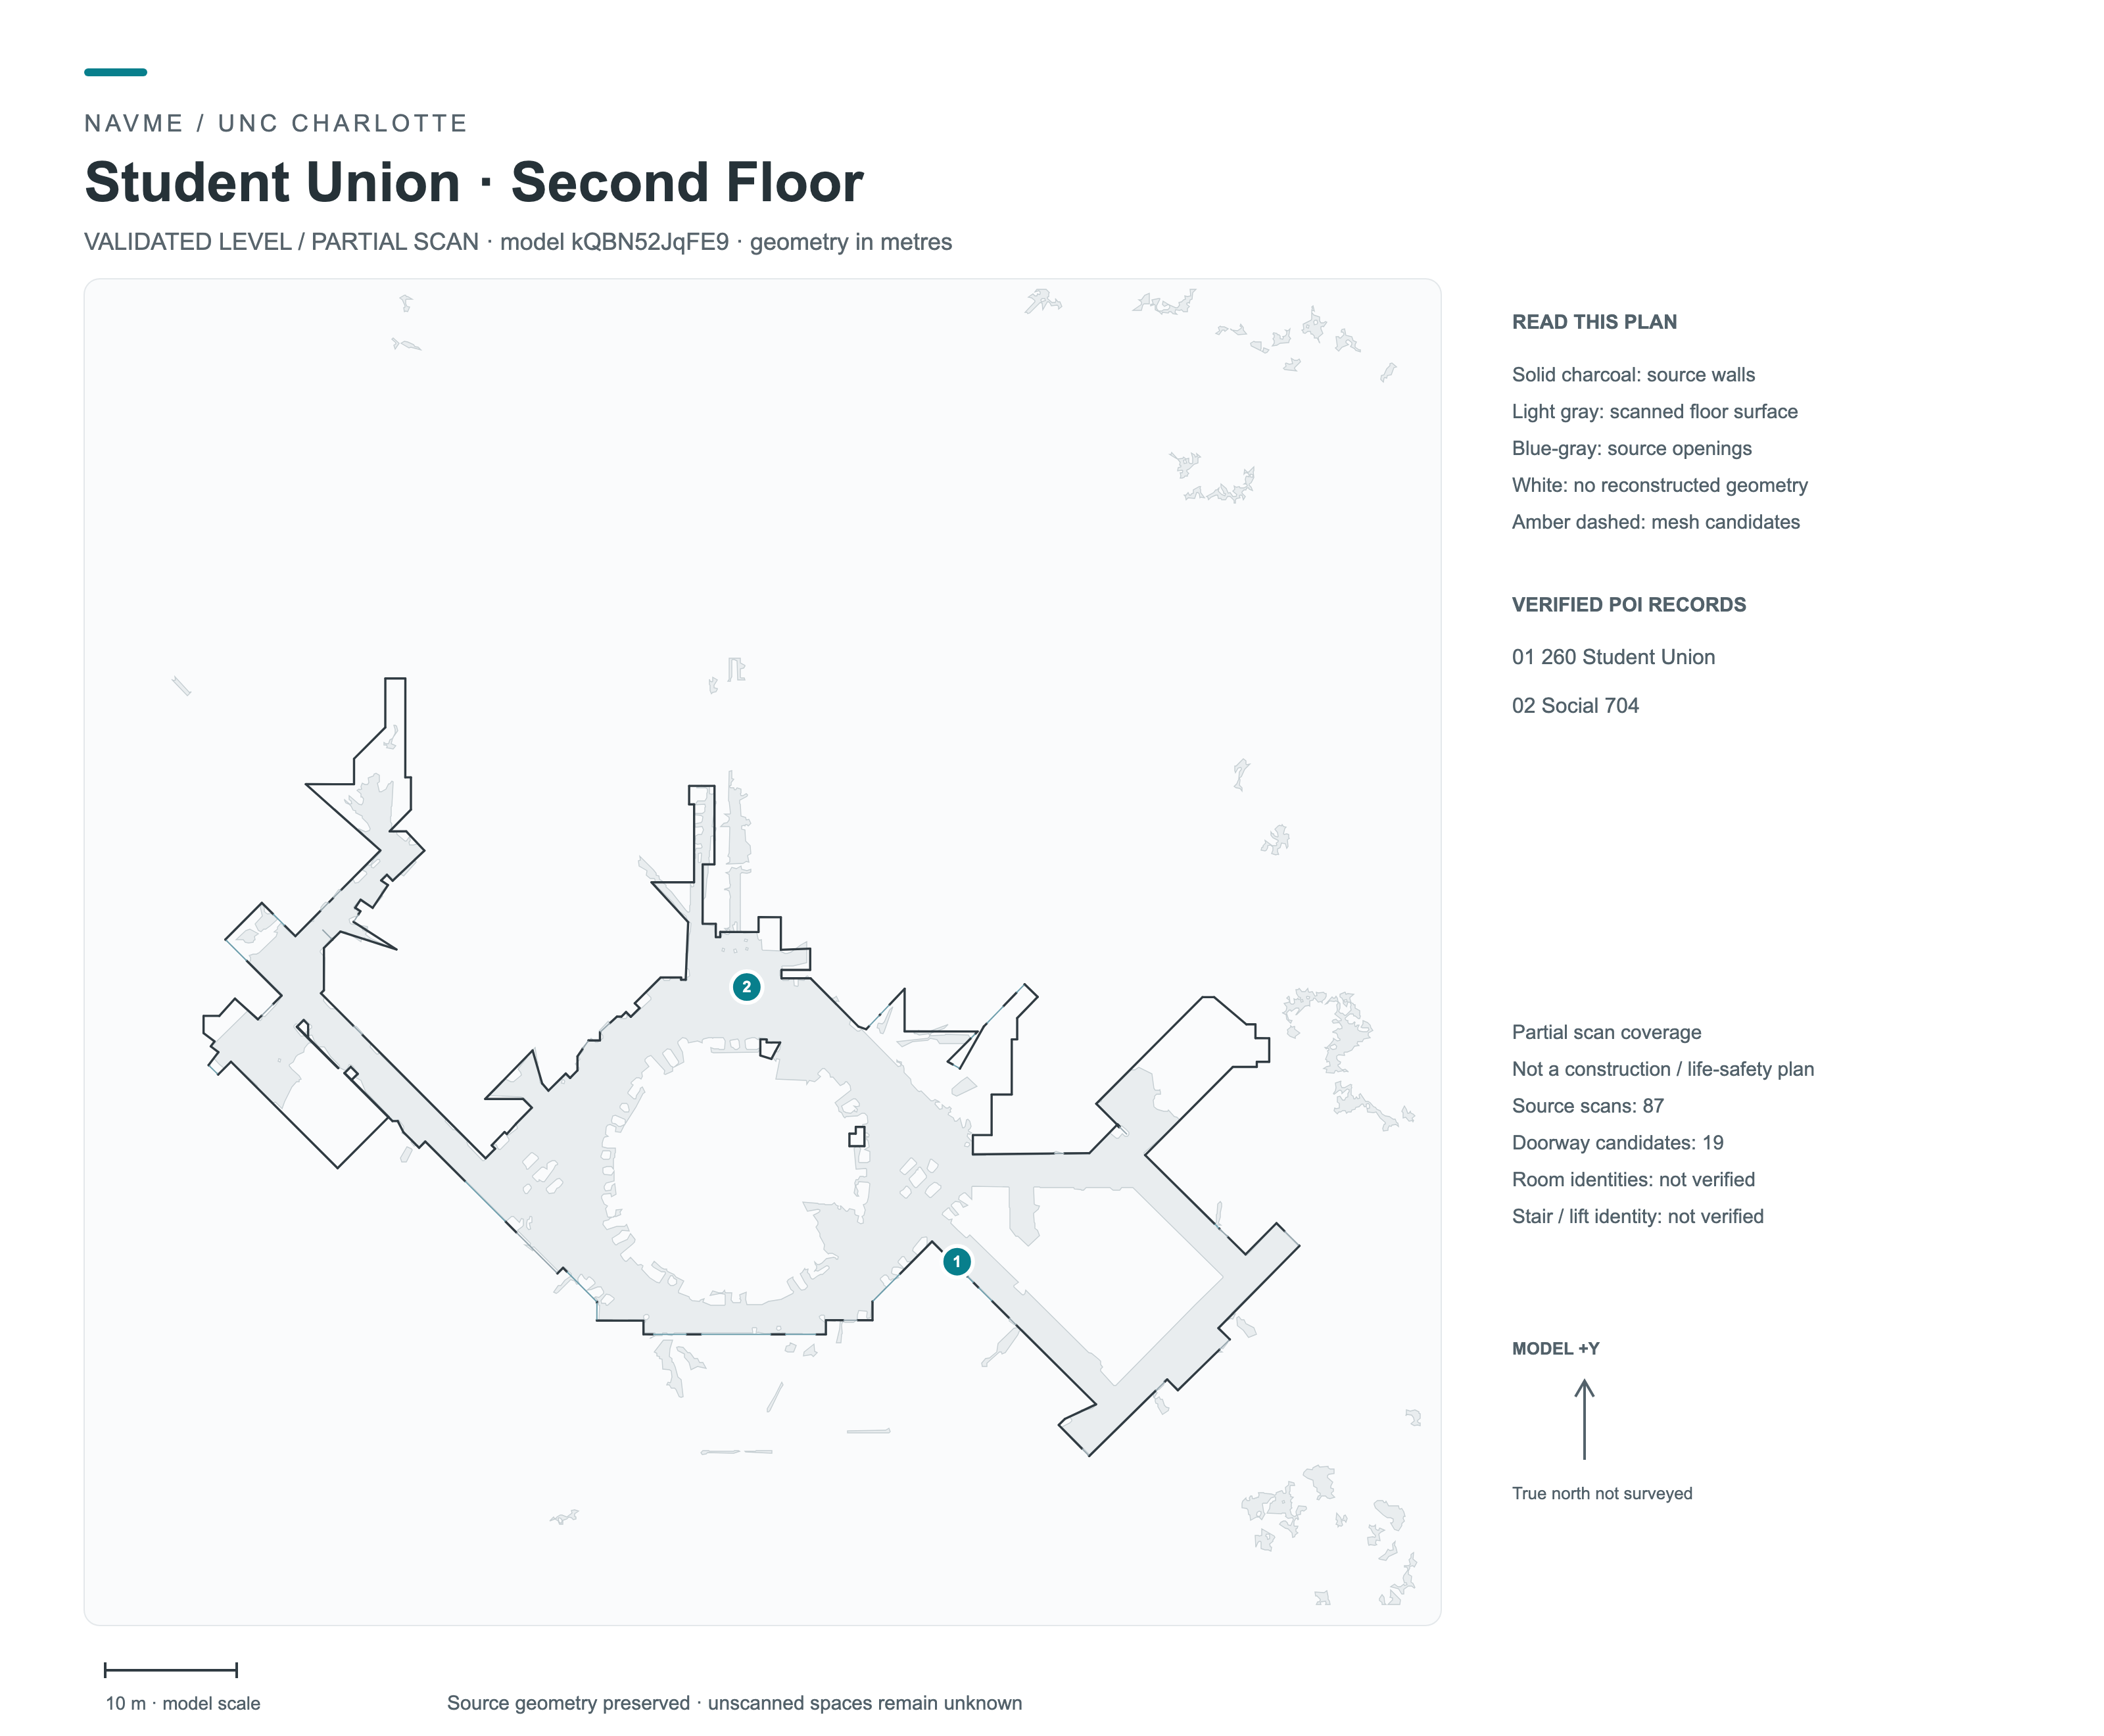 NAVME / UNC CHARLOTTE
Student Union · Second Floor
VALIDATED LEVEL / PARTIAL SCAN · model kQBN52JqFE9 · geometry in metres
READ THIS PLAN
Solid charcoal: source walls
Light gray: scanned floor surface
Blue-gray: source openings
White: no reconstructed geometry
Amber dashed: mesh candidates
VERIFIED POI RECORDS
01 260 Student Union
02 Social 704
2
1
Partial scan coverage
Not a construction / life-safety plan
Source scans: 87
Doorway candidates: 19
Room identities: not verified
Stair / lift identity: not verified
MODEL +Y
True north not surveyed
10 m · model scale
Source geometry preserved · unscanned spaces remain unknown